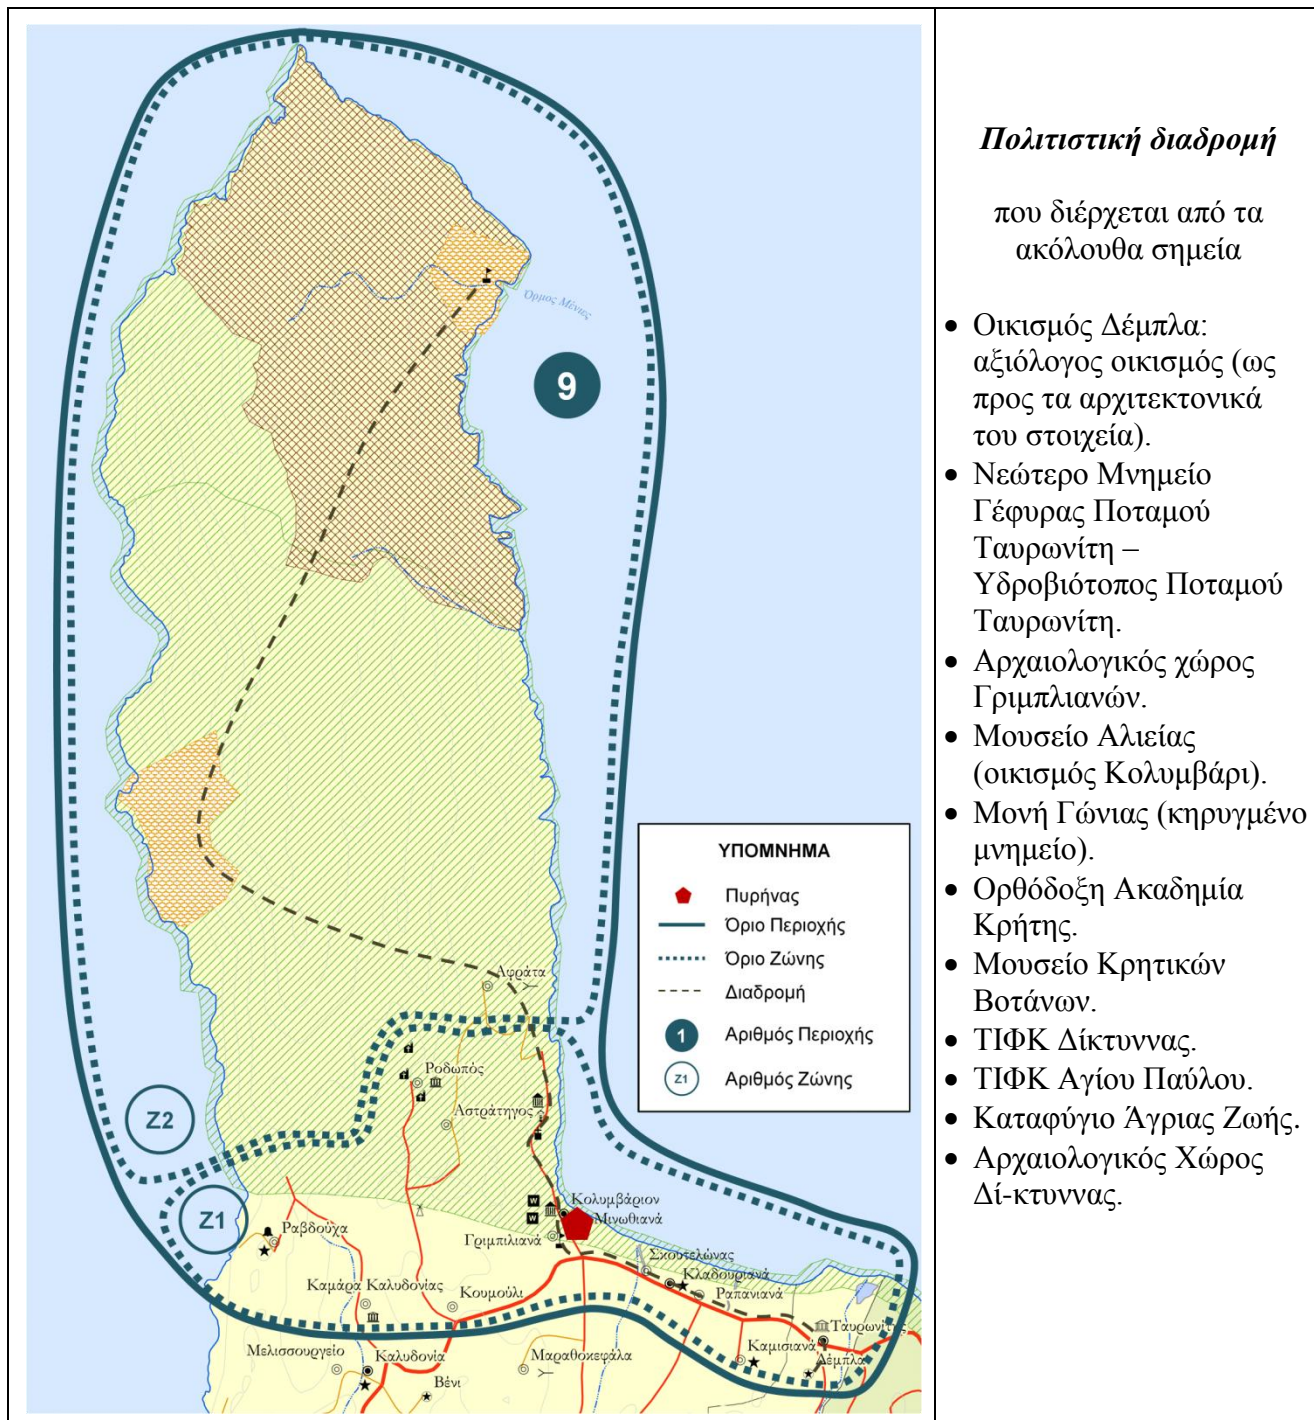 Όρμος Μένιες
9
Αφράτα
Ροδωπός
Αστράτηγος
Z2
Z1
Κολυμβάριον
Μινωθιανά
Γριμπιλιανά
Ραβδούχα
Σκουτελώνας
Κλαδουριανά
Ραπανιανά
Καμάρα Καλυδονίας
Κουμούλι
Ταυρωνίτης
Καμισιανά
Δέμπλα
Μελισσουργείο
Καλυδονία
Μαραθοκεφάλα
Βένι
ΥΠΟΜΝΗΜΑ
Πυρήνας
Όριο Περιοχής
Όριο Ζώνης
Διαδρομή
1 Αριθμός Περιοχής
Z1 Αριθμός Ζώνης
Πολιτιστική διαδρομή
που διέρχεται από τα
ακόλουθα σημεία
• Οικισμός Δέμπλα:
αξιόλογος οικισμός (ως
προς τα αρχιτεκτονικά
του στοιχεία).
• Νεώτερο Μνημείο
Γέφυρας Ποταμού
Ταυρωνίτη –
Υδροβιότοπος Ποταμού
Ταυρωνίτη.
• Αρχαιολογικός χώρος
Γριμπλιανών.
• Μουσείο Αλιείας
(οικισμός Κολυμβάρι).
• Μονή Γώνιας (κηρυγμένο
μνημείο).
• Ορθόδοξη Ακαδημία
Κρήτης.
• Μουσείο Κρητικών
Βοτάνων.
• ΤΙΦΚ Δίκτυννας.
• ΤΙΦΚ Αγίου Παύλου.
• Καταφύγιο Άγριας Ζωής.
• Αρχαιολογικός Χώρος
Δί-κτυννας.